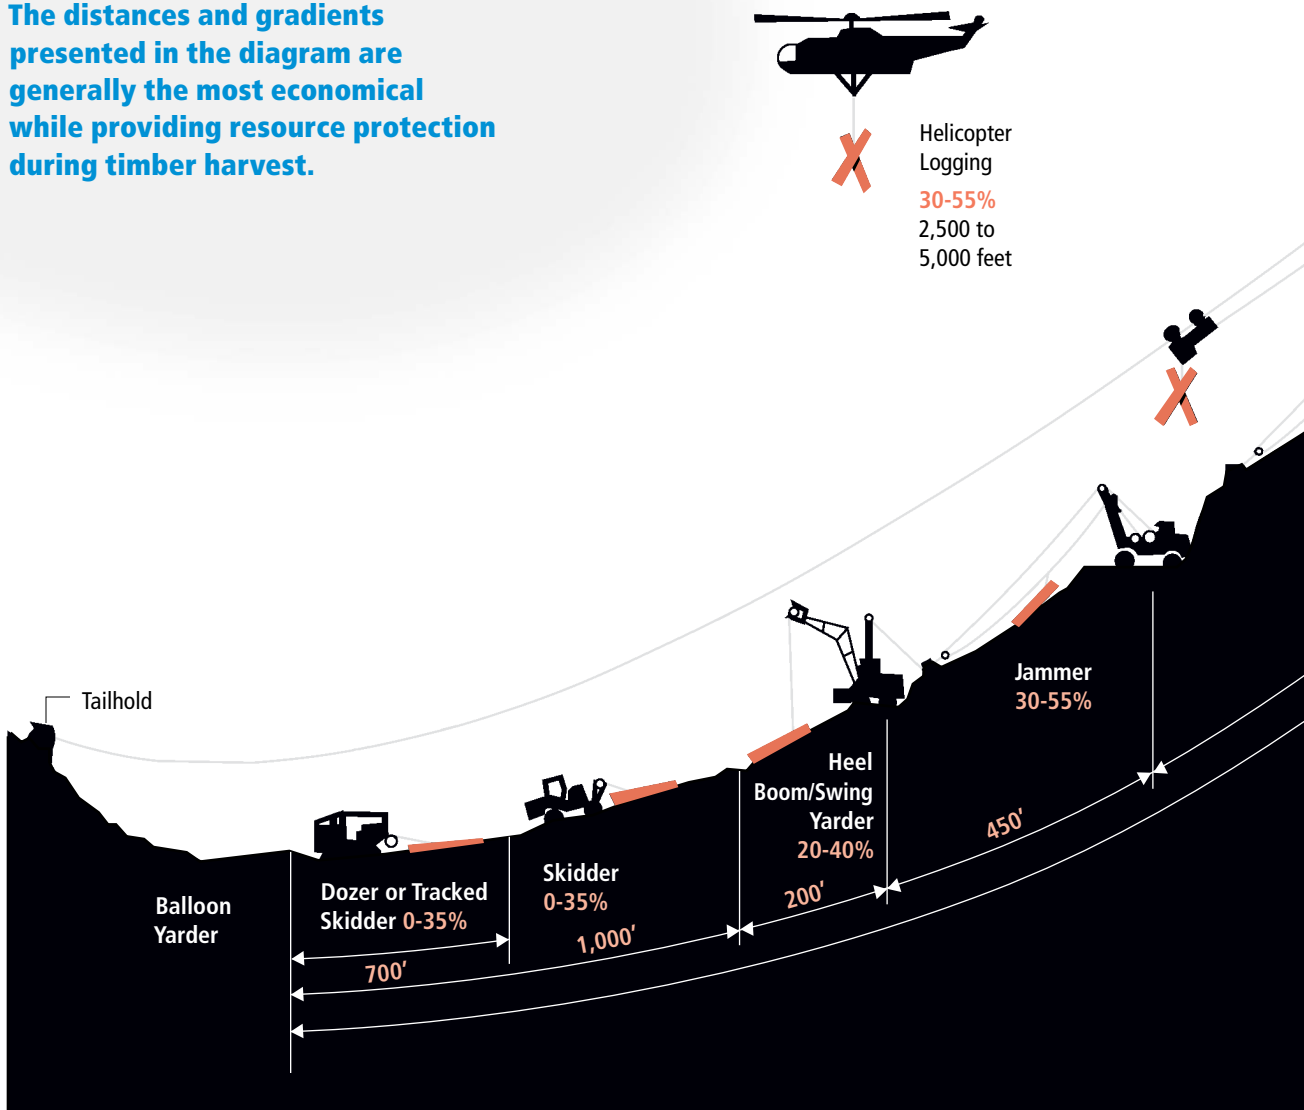 The distances and gradients
presented in the diagram are
generally the most economical
while providing resource protection
during timber harvest.
Helicopter
Logging
30-55%
2,500 to
5,000 feet
Tailhold
Jammer
30-55%
Heel
Boom/Swing
Yarder
20-40%
450’
Skidder
0-35%
200’
Dozer or Tracked
Skidder 0-35%
Balloon
Yarder
1,000’
700’